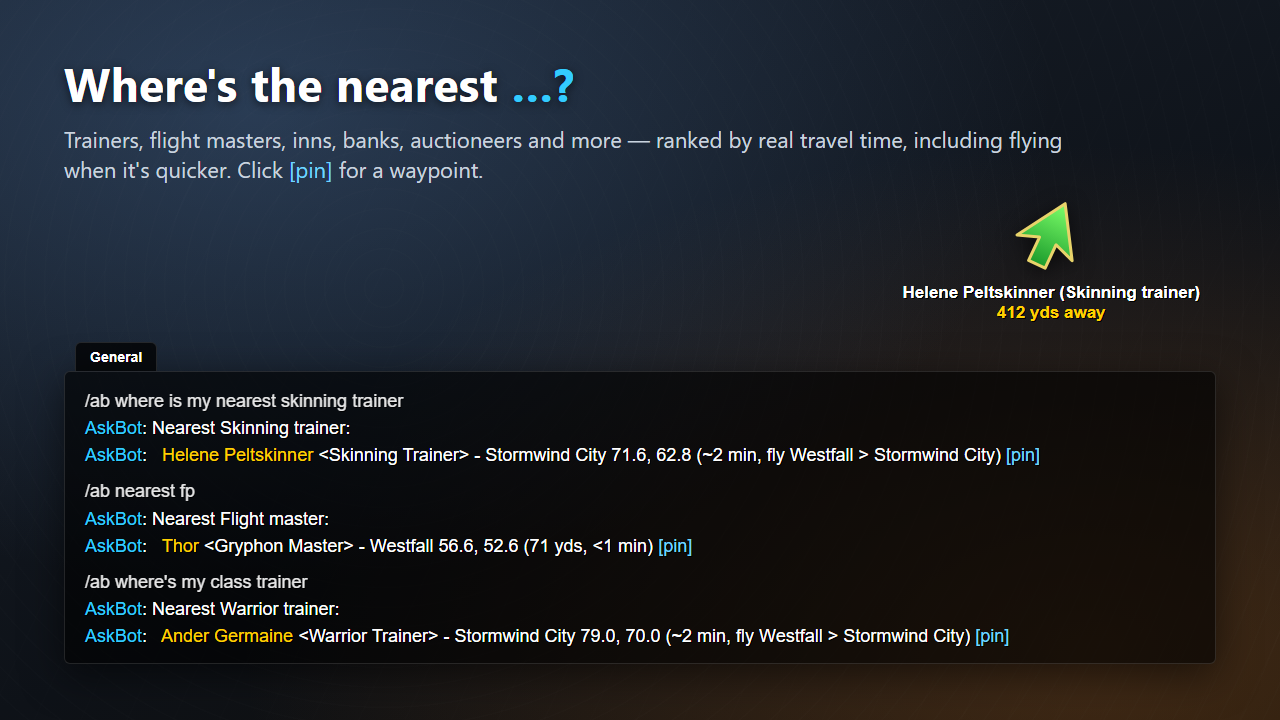 Where's the nearest ...?
Trainers, flight masters, inns, banks, auctioneers and more — ranked by real travel time, including flying
when it's quicker. Click [pin] for a waypoint.
Helene Peltskinner (Skinning trainer)
412 yds away
General
/ab where is my nearest skinning trainer
AskBot: Nearest Skinning trainer:
AskBot: Helene Peltskinner <Skinning Trainer> - Stormwind City 71.6, 62.8 (~2 min, fly Westfall > Stormwind City) [pin]
/ab nearest fp
AskBot: Nearest Flight master:
AskBot: Thor <Gryphon Master> - Westfall 56.6, 52.6 (71 yds, <1 min) [pin]
/ab where's my class trainer
AskBot: Nearest Warrior trainer:
AskBot: Ander Germaine <Warrior Trainer> - Stormwind City 79.0, 70.0 (~2 min, fly Westfall > Stormwind City) [pin]